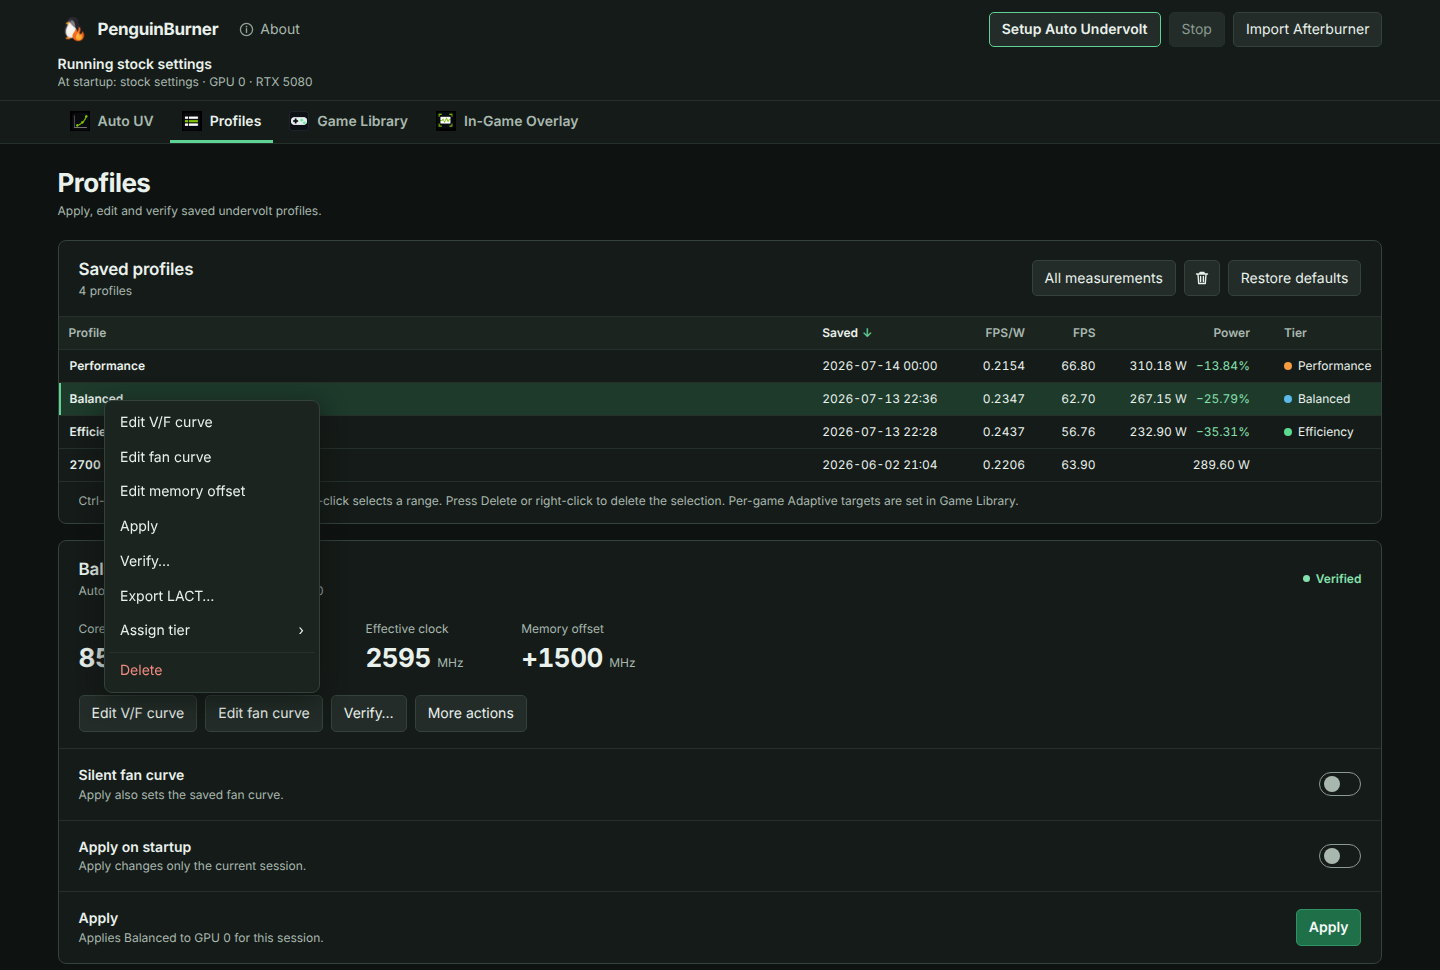 PenguinBurner
About
Setup Auto Undervolt
Stop
Import Afterburner
Running stock settings
At startup: stock settings · GPU 0 · RTX 5080
Auto UV
Profiles
Game Library
In-Game Overlay
Profiles
Apply, edit and verify saved undervolt profiles.
Saved profiles
4 profiles
All measurements
Restore defaults
Profile Saved ↓ FPS/W FPS Power Tier
Performance 2026-07-14 00:00 0.2154 66.80 310.18 W −13.84% Performance
Balanced 2026-07-13 22:36 0.2347 62.70 267.15 W −25.79% Balanced
2026-07-13 22:28 0.2437 56.76 232.90 W −35.31% Efficiency
2700 2026-06-02 21:04 0.2206 63.90 289.60 W
-click selects a range. Press Delete or right-click to delete the selection. Per-game Adaptive targets are set in Game Library.
Edit V/F curve
Edit fan curve
Edit memory offset
Apply
Verify...
Export LACT...
Assign tier ›
Delete
Verified
Core
Effective clock
2595 MHz
Memory offset
+1500 MHz
Edit V/F curve
Edit fan curve
Verify...
More actions
Silent fan curve
Apply also sets the saved fan curve.
Apply on startup
Apply changes only the current session.
Apply
Applies Balanced to GPU 0 for this session.
Apply